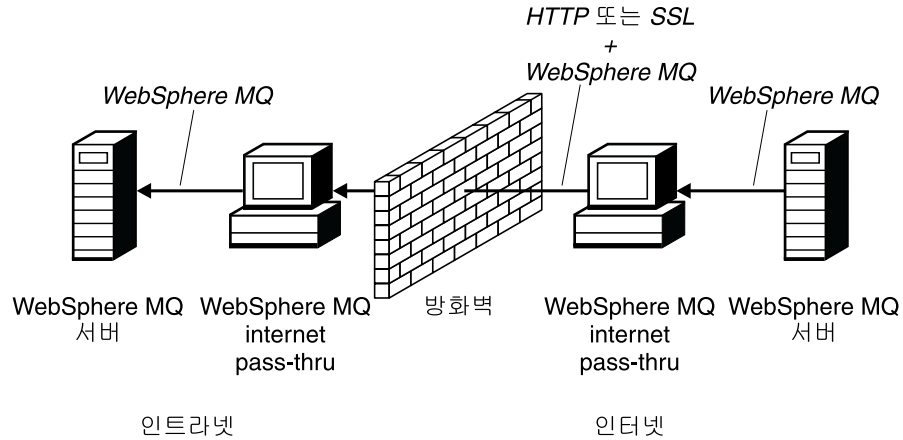 HTTP 또는 SSL
+
WebSphere MQ
WebSphere MQ
WebSphere MQ
WebSphere MQ
서버
WebSphere MQ
internet
pass-thru
방화벽
WebSphere MQ
internet
pass-thru
WebSphere MQ
서버
인트라넷
인터넷